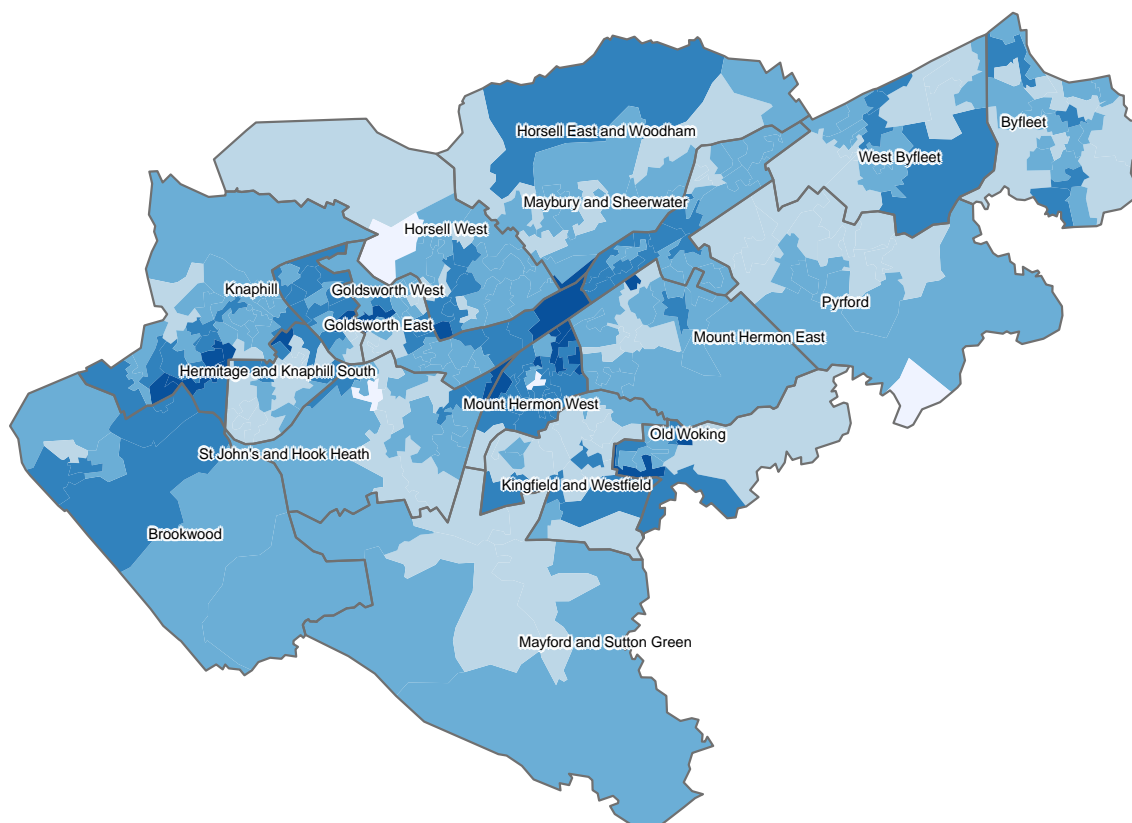 Byfleet
Horsell East and Woodham
West Byfleet
Maybury and Sheerwater
Horsell West
Knaphill
Goldsworth West
Pyrford
Goldsworth East
Mount Hermon East
Hermitage and Knaphill South
Mount Hermon West
Old Woking
St John's and Hook Heath
Kingfield and Westfield
Brookwood
Mayford and Sutton Green